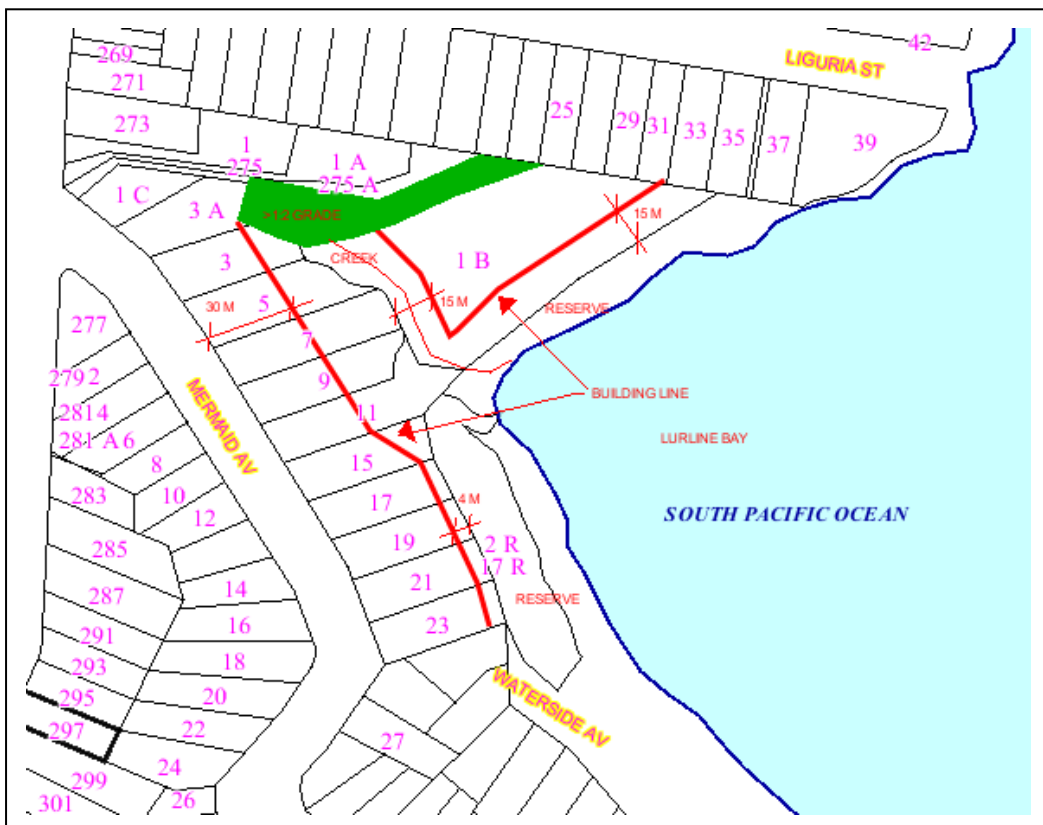 42
LIGURIA ST
269
271
273
1
275
1 A
275 A
25
29
31
33
35
37
39
1 C
3 A
>1:2 GRADE
3
CREEK
1 B
15 M
15 M
30 M
5
7
9
11
RESERVE
BUILDING LINE
LURLINE BAY
SOUTH PACIFIC OCEAN
277
279 2
281 4
281 A 6
8
283
10
12
285
14
287
16
291
18
293
20
295
22
297
24
299
26
301
MERMAID AV
15
17
4 M
19
2 R
17 R
21
RESERVE
23
WATERSIDE AV
27